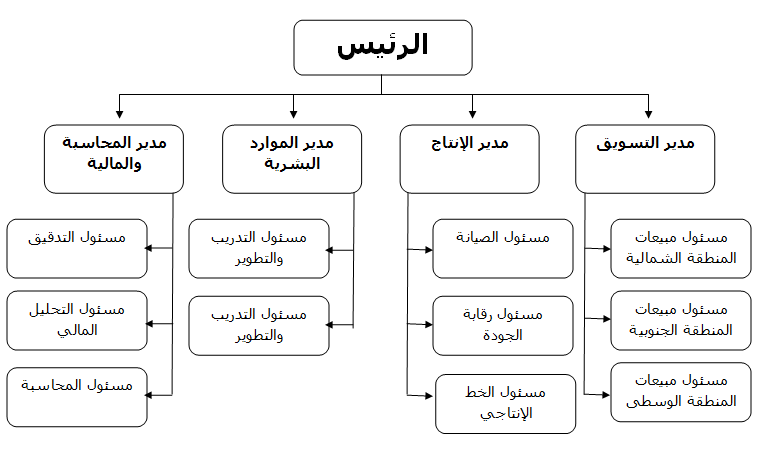 الرئيس
مدير التسويق
مدير الإنتاج
مدير الموارد
البشرية
مدير المحاسبة
والمالية
مسئول مبيعات
المنطقة الشمالية
مسئول مبيعات
المنطقة الجنوبية
مسئول مبيعات
المنطقة الوسطى
مسئول الصيانة
مسئول رقابة
الجودة
مسئول الخط
الإنتاجي
مسئول التدريب
والتطوير
مسئول التدريب
والتطوير
مسئول التدقيق
مسئول التحليل
المالي
مسئول المحاسبة